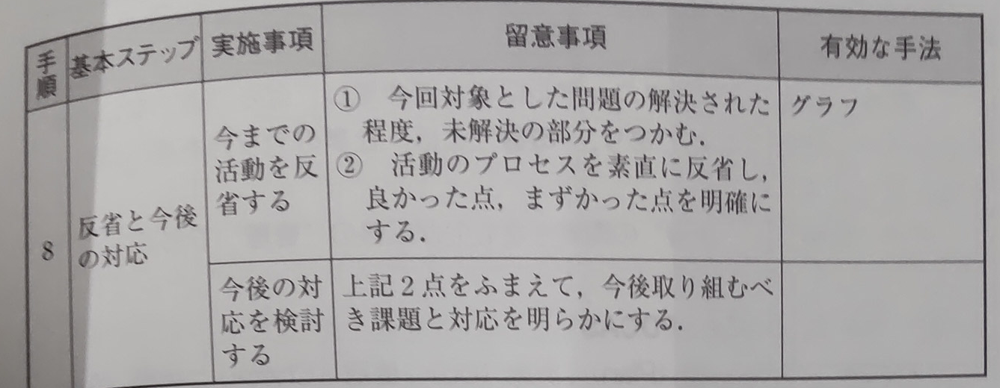 手順
基本ステップ
実施事項
留意事項
有効な手法
8
反省と今後
の対応
今までの
活動を反
省する
① 今回対象とした問題の解決された
程度，未解決の部分をつかむ．
② 活動のプロセスを素直に反省し，
良かった点，まずかった点を明確に
する．
グラフ
今後の対
応を検討
する
上記2点をふまえて，今後取り組むべ
き課題と対応を明らかにする．